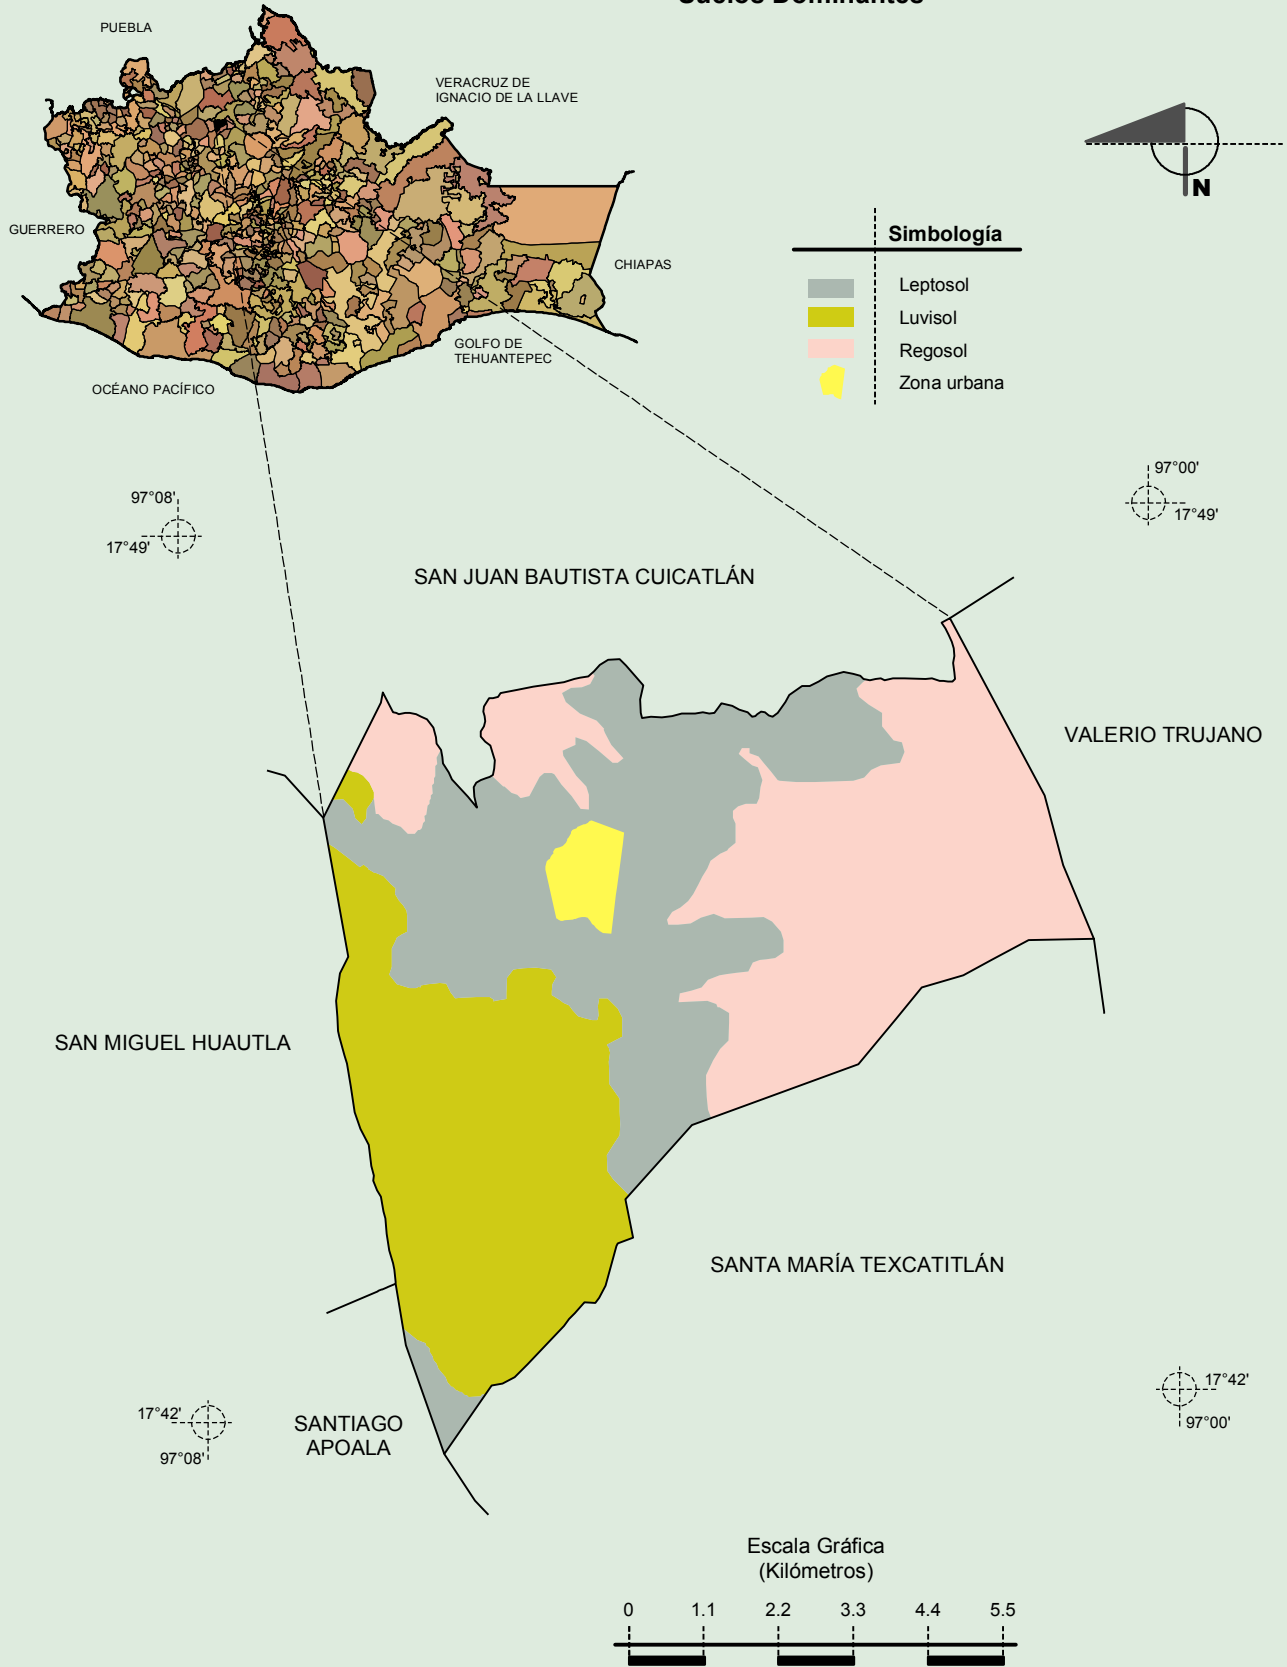 Suelos Dominantes
PUEBLA
VERACRUZ DE
IGNACIO DE LA LLAVE
GUERRERO
CHIAPAS
GOLFO DE
TEHUANTEPEC
OCÉANO PACÍFICO
N
Simbología
Leptosol
Luvisol
Regosol
Zona urbana
97°08'
17°49'
97°00'
17°49'
SAN JUAN BAUTISTA CUICATLÁN
VALERIO TRUJANO
SAN MIGUEL HUAUTLA
SANTA MARÍA TEXCATITLÁN
SANTIAGO
APOALA
17°42'
97°08'
17°42'
97°00'
Escala Gráfica
(Kilómetros)
0 1.1 2.2 3.3 4.4 5.5